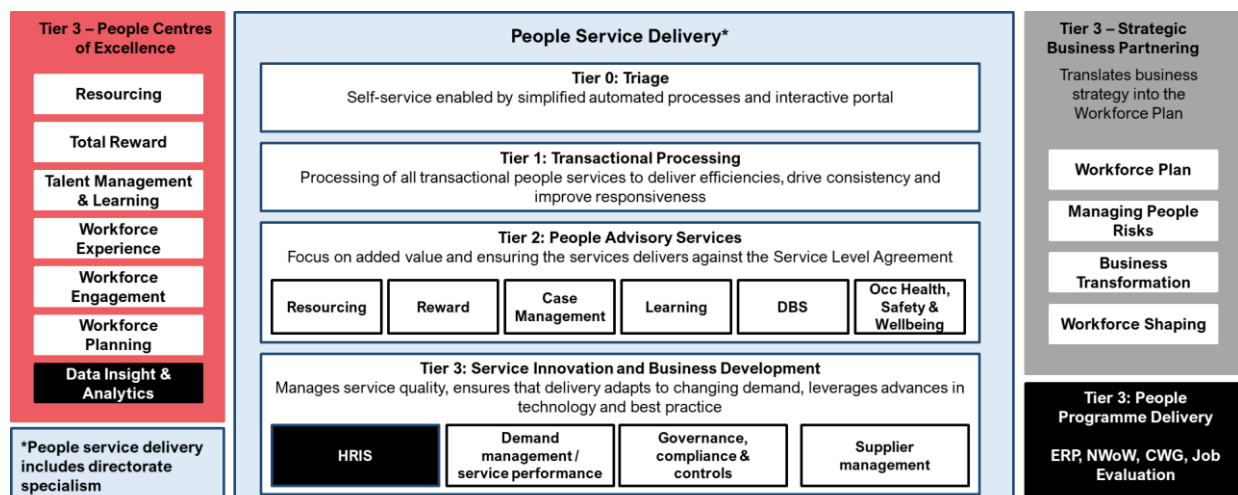 Tier 3 – People Centres
of Excellence
Resourcing
Total Reward
Talent Management
& Learning
Workforce
Experience
Workforce
Engagement
Workforce
Planning
Data Insight &
Analytics
*People service delivery
includes directorate
specialism
People Service Delivery*
Tier 0: Triage
Self-service enabled by simplified automated processes and interactive portal
Tier 1: Transactional Processing
Processing of all transactional people services to deliver efficiencies, drive consistency and
improve responsiveness
Tier 2: People Advisory Services
Focus on added value and ensuring the services delivers against the Service Level Agreement
Resourcing
Reward
Case
Management
Learning
DBS
Occ Health,
Safety &
Wellbeing
Tier 3: Service Innovation and Business Development
Manages service quality, ensures that delivery adapts to changing demand, leverages advances in
technology and best practice
HRIS
Demand
management /
service performance
Governance,
compliance &
controls
Supplier
management
Tier 3 – Strategic
Business Partnering
Translates business
strategy into the
Workforce Plan
Workforce Plan
Managing People
Risks
Business
Transformation
Workforce Shaping
Tier 3: People
Programme Delivery
ERP, NWoW, CWG, Job
Evaluation